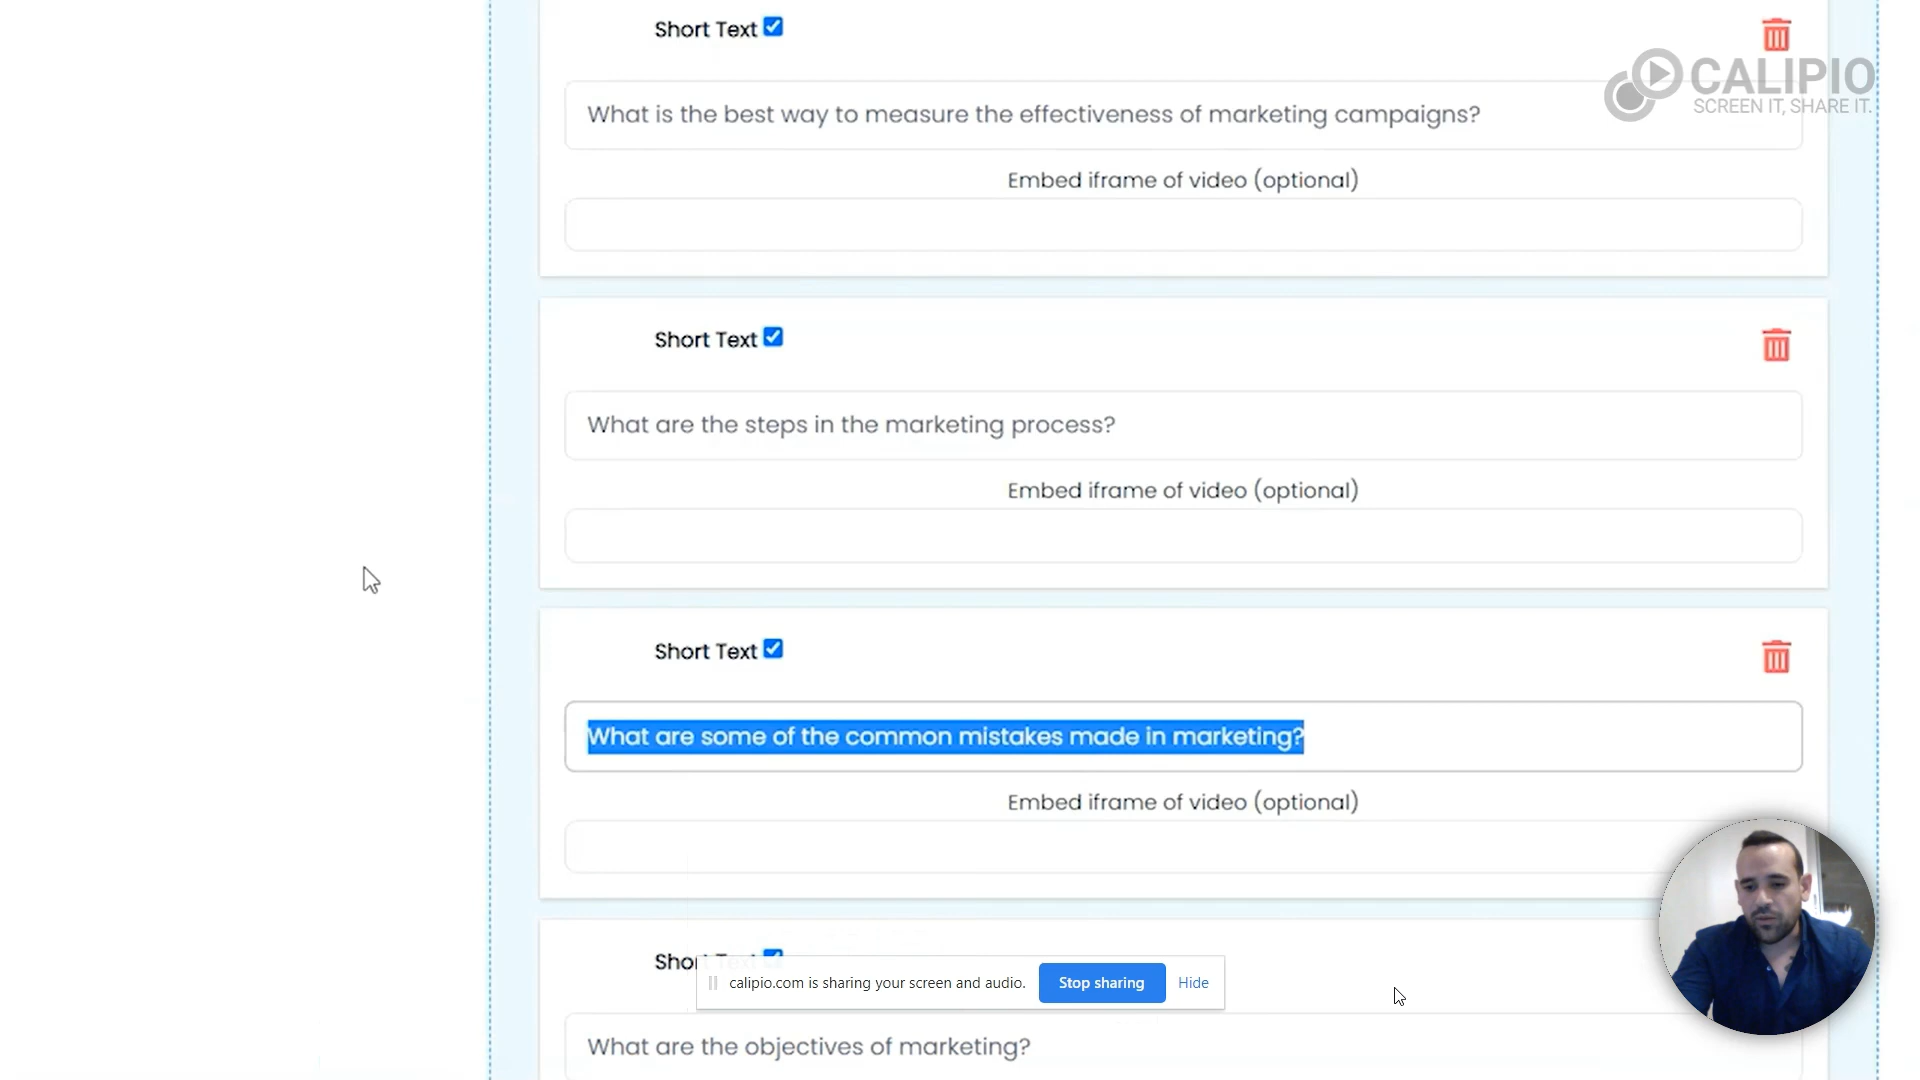 Short Text
CALIPIO
SCREEN IT, SHARE IT.
What is the best way to measure the effectiveness of marketing campaigns?
Embed iframe of video (optional)
Short Text
What are the steps in the marketing process?
Embed iframe of video (optional)
Short Text
What are some of the common mistakes made in marketing?
Embed iframe of video (optional)
Short Text
calipio.com is sharing your screen and audio.
Stop sharing
Hide
What are the objectives of marketing?